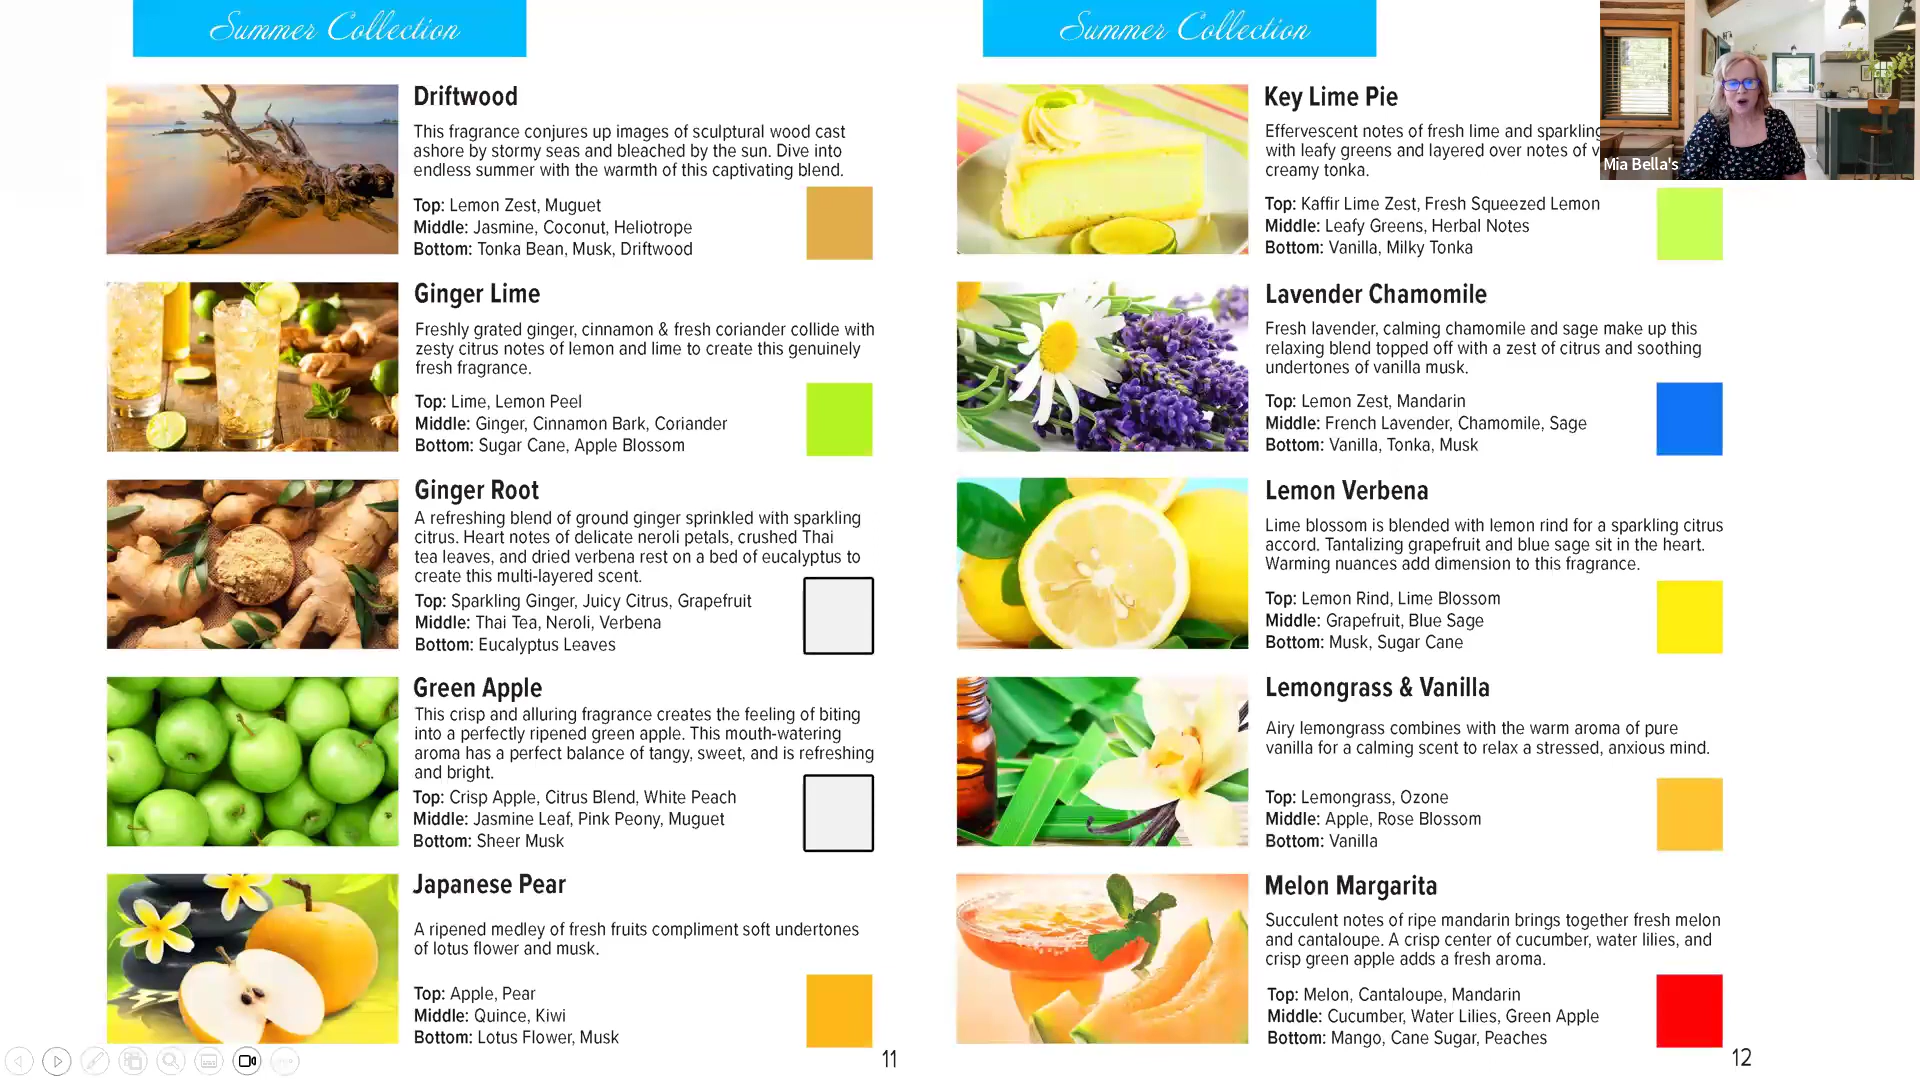 Summer Collection
Driftwood
This fragrance conjures up images of sculptural wood cast
ashore by stormy seas and bleached by the sun. Dive into
endless summer with the warmth of this captivating blend.
Top: Lemon Zest, Muguet
Middle: Jasmine, Coconut, Heliotrope
Bottom: Tonka Bean, Musk, Driftwood
Ginger Lime
Freshly grated ginger, cinnamon & fresh coriander collide with
zesty citrus notes of lemon and lime to create this genuinely
fresh fragrance.
Top: Lime, Lemon Peel
Middle: Ginger, Cinnamon Bark, Coriander
Bottom: Sugar Cane, Apple Blossom
Ginger Root
A refreshing blend of ground ginger sprinkled with sparkling
citrus. Heart notes of delicate neroli petals, crushed Thai
tea leaves, and dried verbena rest on a bed of eucalyptus to
create this multi-layered scent.
Top: Sparkling Ginger, Juicy Citrus, Grapefruit
Middle: Thai Tea, Neroli, Verbena
Bottom: Eucalyptus Leaves
Green Apple
This crisp and alluring fragrance creates the feeling of biting
into a perfectly ripened green apple. This mouth-watering
aroma has a perfect balance of tangy, sweet, and is refreshing
and bright.
Top: Crisp Apple, Citrus Blend, White Peach
Middle: Jasmine Leaf, Pink Peony, Muguet
Bottom: Sheer Musk
Japanese Pear
A ripened medley of fresh fruits compliment soft undertones
of lotus flower and musk.
Top: Apple, Pear
Middle: Quince, Kiwi
Bottom: Lotus Flower, Musk
11
Summer Collection
Key Lime Pie
Effervescent notes of fresh lime and sparkling
with leafy greens and layered over notes of
creamy tonka.
Top: Kaffir Lime Zest, Fresh Squeezed Lemon
Middle: Leafy Greens, Herbal Notes
Bottom: Vanilla, Milky Tonka
Lavender Chamomile
Fresh lavender, calming chamomile and sage make up this
relaxing blend topped off with a zest of citrus and soothing
undertones of vanilla musk.
Top: Lemon Zest, Mandarin
Middle: French Lavender, Chamomile, Sage
Bottom: Vanilla, Tonka, Musk
Lemon Verbena
Lime blossom is blended with lemon rind for a sparkling citrus
accord. Tantalizing grapefruit and blue sage sit in the heart.
Warming nuances add dimension to this fragrance.
Top: Lemon Rind, Lime Blossom
Middle: Grapefruit, Blue Sage
Bottom: Musk, Sugar Cane
Lemongrass & Vanilla
Airy lemongrass combines with the warm aroma of pure
vanilla for a calming scent to relax a stressed, anxious mind.
Top: Lemongrass, Ozone
Middle: Apple, Rose Blossom
Bottom: Vanilla
Melon Margarita
Succulent notes of ripe mandarin brings together fresh melon
and cantaloupe. A crisp center of cucumber, water lilies, and
crisp green apple adds a fresh aroma.
Top: Melon, Cantaloupe, Mandarin
Middle: Cucumber, Water Lilies, Green Apple
Bottom: Mango, Cane Sugar, Peaches
12
Mia Bella's